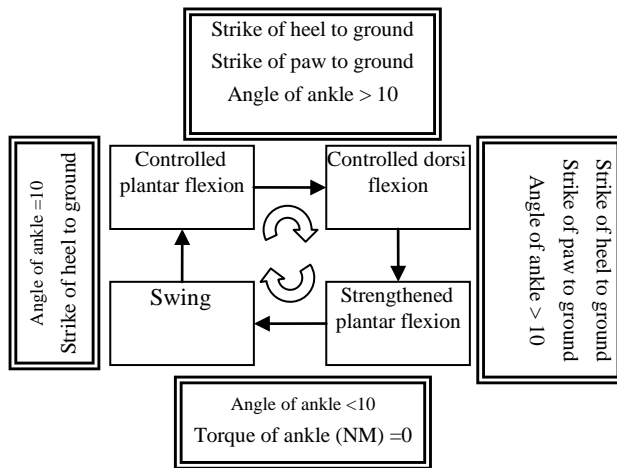 Strike of heel to ground
Strike of paw to ground
Angle of ankle > 10
Angle of ankle =10
Strike of heel to ground
Controlled
plantar flexion
Controlled dorsi
flexion
Strike of heel to ground
Strike of paw to ground
Angle of ankle > 10
Swing
Strengthened
plantar flexion
Angle of ankle <10
Torque of ankle (NM) =0